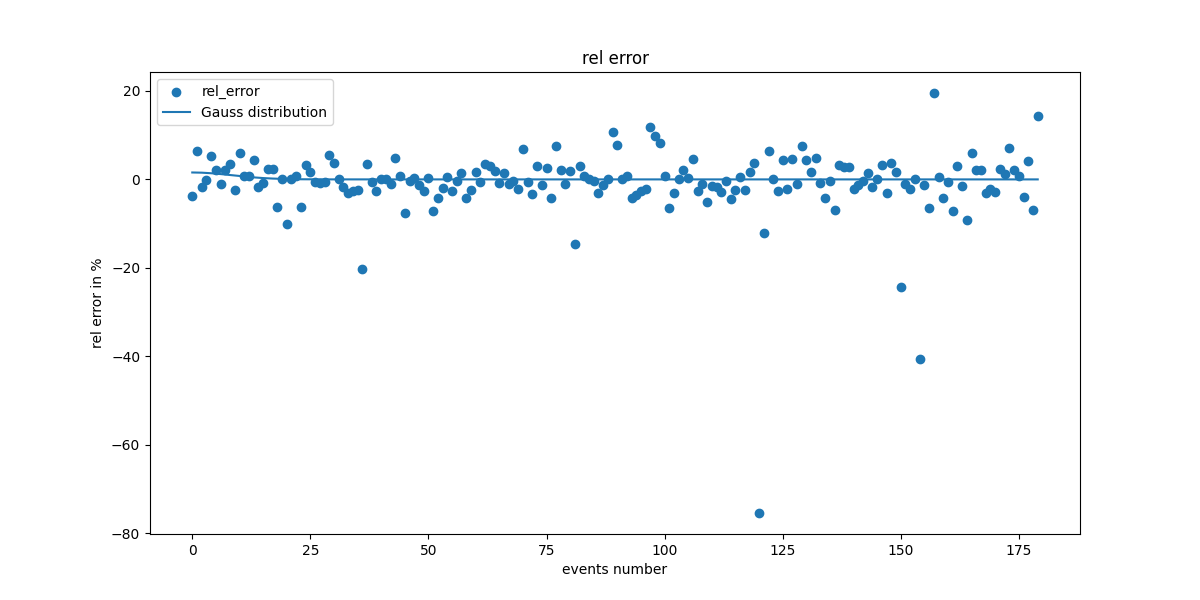 rel error
rel_error
Gauss distribution
20
0
−20
−40
−60
−80
rel error in %
0 25 50 75 100 125 150 175
events number